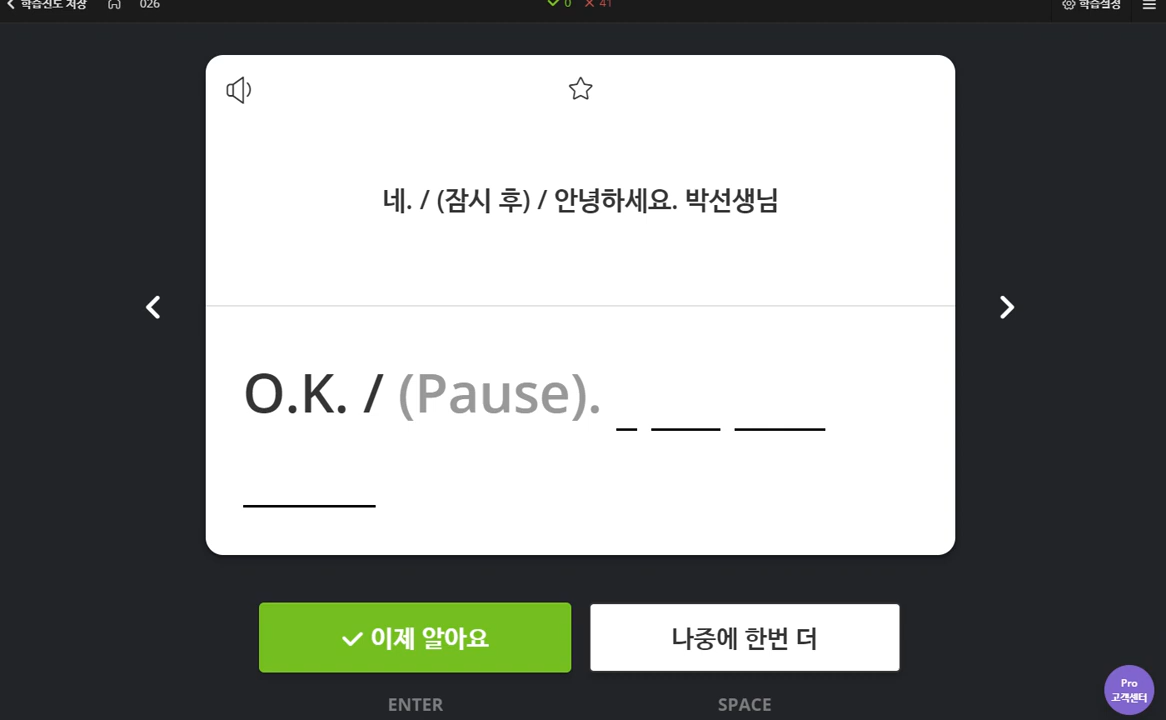 학습진도 저장
026
0
41
학습설정
네. / (잠시 후) / 안녕하세요. 박선생님
O.K. / (Pause).
이제 알아요
나중에 한번 더
ENTER
SPACE
Pro
고객센터